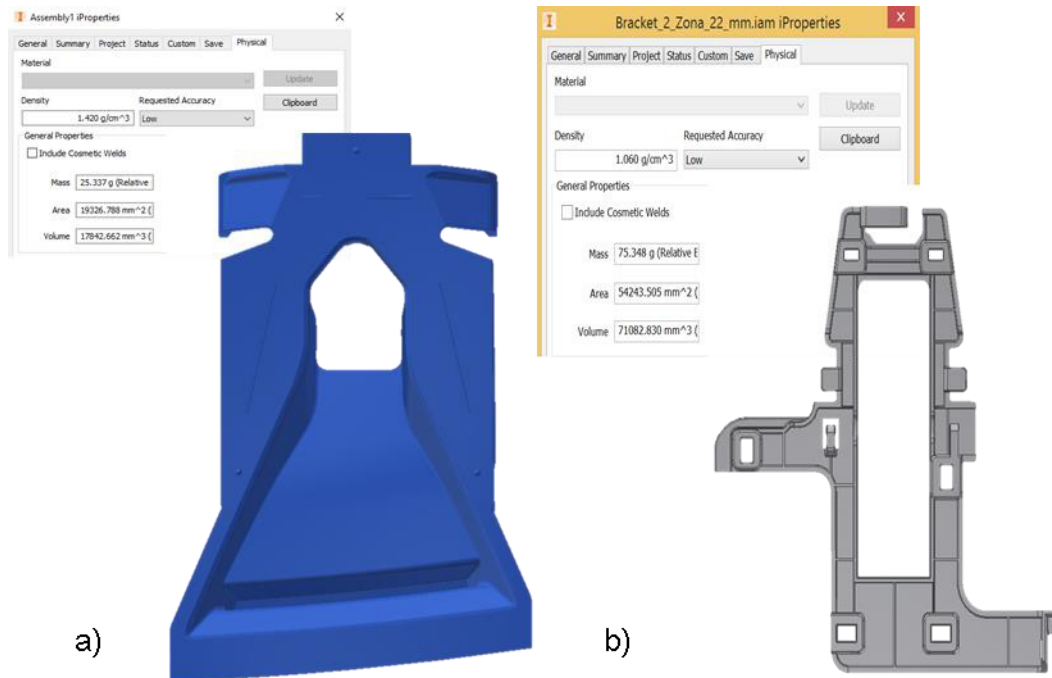 Assembly1 iProperties
General Summary Project Status Custom Save Physical
Material
Update
Density Requested Accuracy
Clipboard
1.420 g/cm^3 Low
General Properties
Include Cosmetic Welds
Mass 25.337 g (Relative
Area 19326.788 mm^2 (
Volume 17842.662 mm^3 (
a)
Bracket_2_Zona_22_mm.iam iProperties
General Summary Project Status Custom Save Physical
Material
Update
Density Requested Accuracy
Clipboard
1.060 g/cm^3 Low
General Properties
Include Cosmetic Welds
Mass 75.348 g (Relative E
Area 54243.505 mm^2 (
Volume 71082.830 mm^3 (
b)